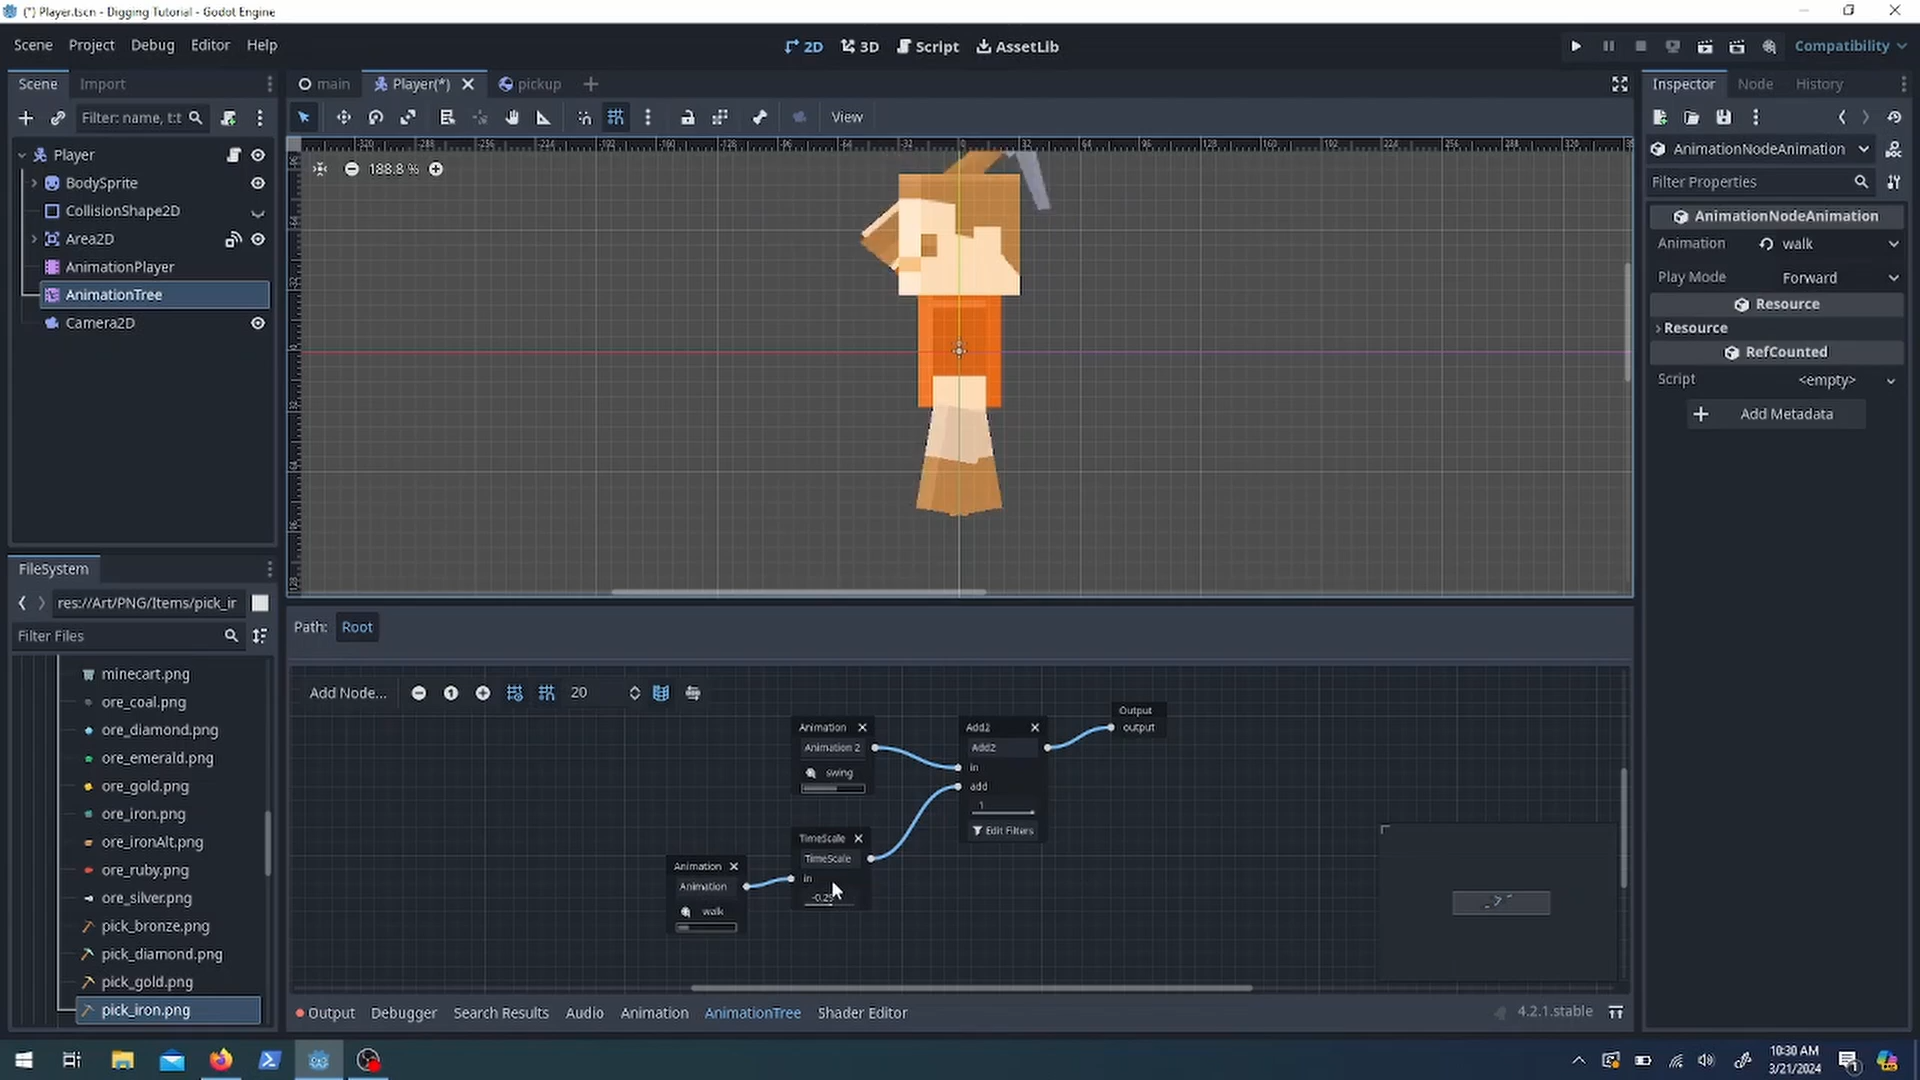 (*) Player.tscn - Digging Tutorial - Godot Engine
Scene Project Debug Editor Help
2D 3D Script AssetLib
Compatibility
Scene Import
main Player(*) pickup
Inspector Node History
Filter: name, t:t
View
Player
BodySprite
CollisionShape2D
Area2D
AnimationPlayer
AnimationTree
Camera2D
188.8 %
AnimationNodeAnimation
Filter Properties
AnimationNodeAnimation
Animation walk
Play Mode Forward
Resource
Resource
RefCounted
Script <empty>
Add Metadata
FileSystem
res://Art/PNG/Items/pick_ir
Filter Files
minecart.png
ore_coal.png
ore_diamond.png
ore_emerald.png
ore_gold.png
ore_iron.png
ore_ironAlt.png
ore_ruby.png
ore_silver.png
pick_bronze.png
pick_diamond.png
pick_gold.png
pick_iron.png
Path: Root
Add Node... 20
Animation
Animation 2
swing
Add2
Add2
in
add
1
Edit Filters
Output
output
TimeScale
TimeScale
in
Animation
Animation
walk
Output Debugger Search Results Audio Animation AnimationTree Shader Editor
4.2.1.stable
10:30 AM
3/21/2024